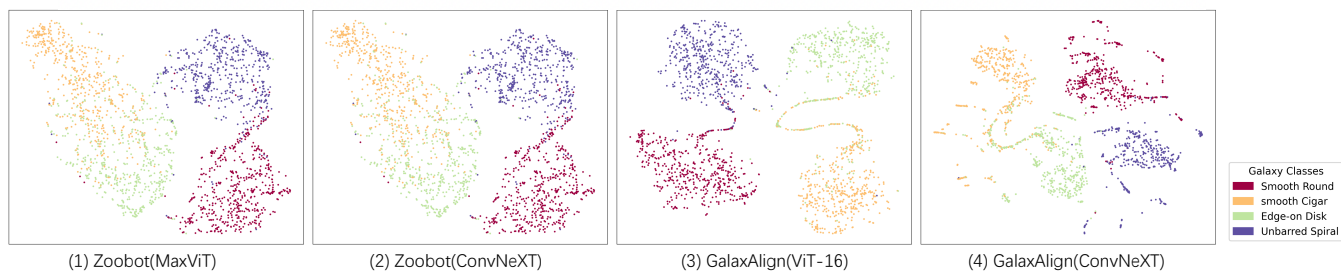 Galaxy Classes
Smooth Round
smooth Cigar
Edge-on Disk
Unbarred Spiral
(1) Zoobot(MaxViT)
(2) Zoobot(ConvNeXT)
(3) GalaxAlign(ViT-16)
(4) GalaxAlign(ConvNeXT)